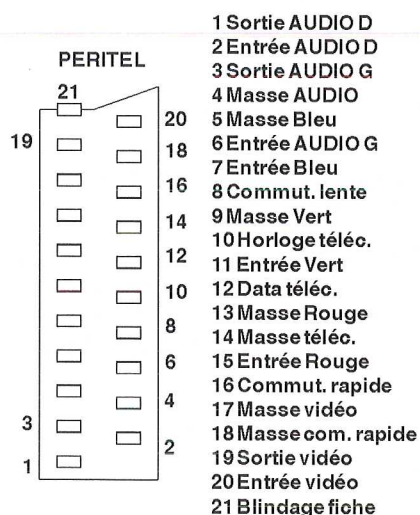 PERITEL
21
19
3
1
20
18
16
14
12
10
8
6
4
2
1 Sortie AUDIO D
2 Entrée AUDIO D
3 Sortie AUDIO G
4 Masse AUDIO
5 Masse Bleu
6 Entrée AUDIO G
7 Entrée Bleu
8 Commut. lente
9 Masse Vert
10 Horloge téléc.
11 Entrée Vert
12 Data téléc.
13 Masse Rouge
14 Masse téléc.
15 Entrée Rouge
16 Commut. rapide
17 Masse vidéo
18 Masse com. rapide
19 Sortie vidéo
20 Entrée vidéo
21 Blindage fiche